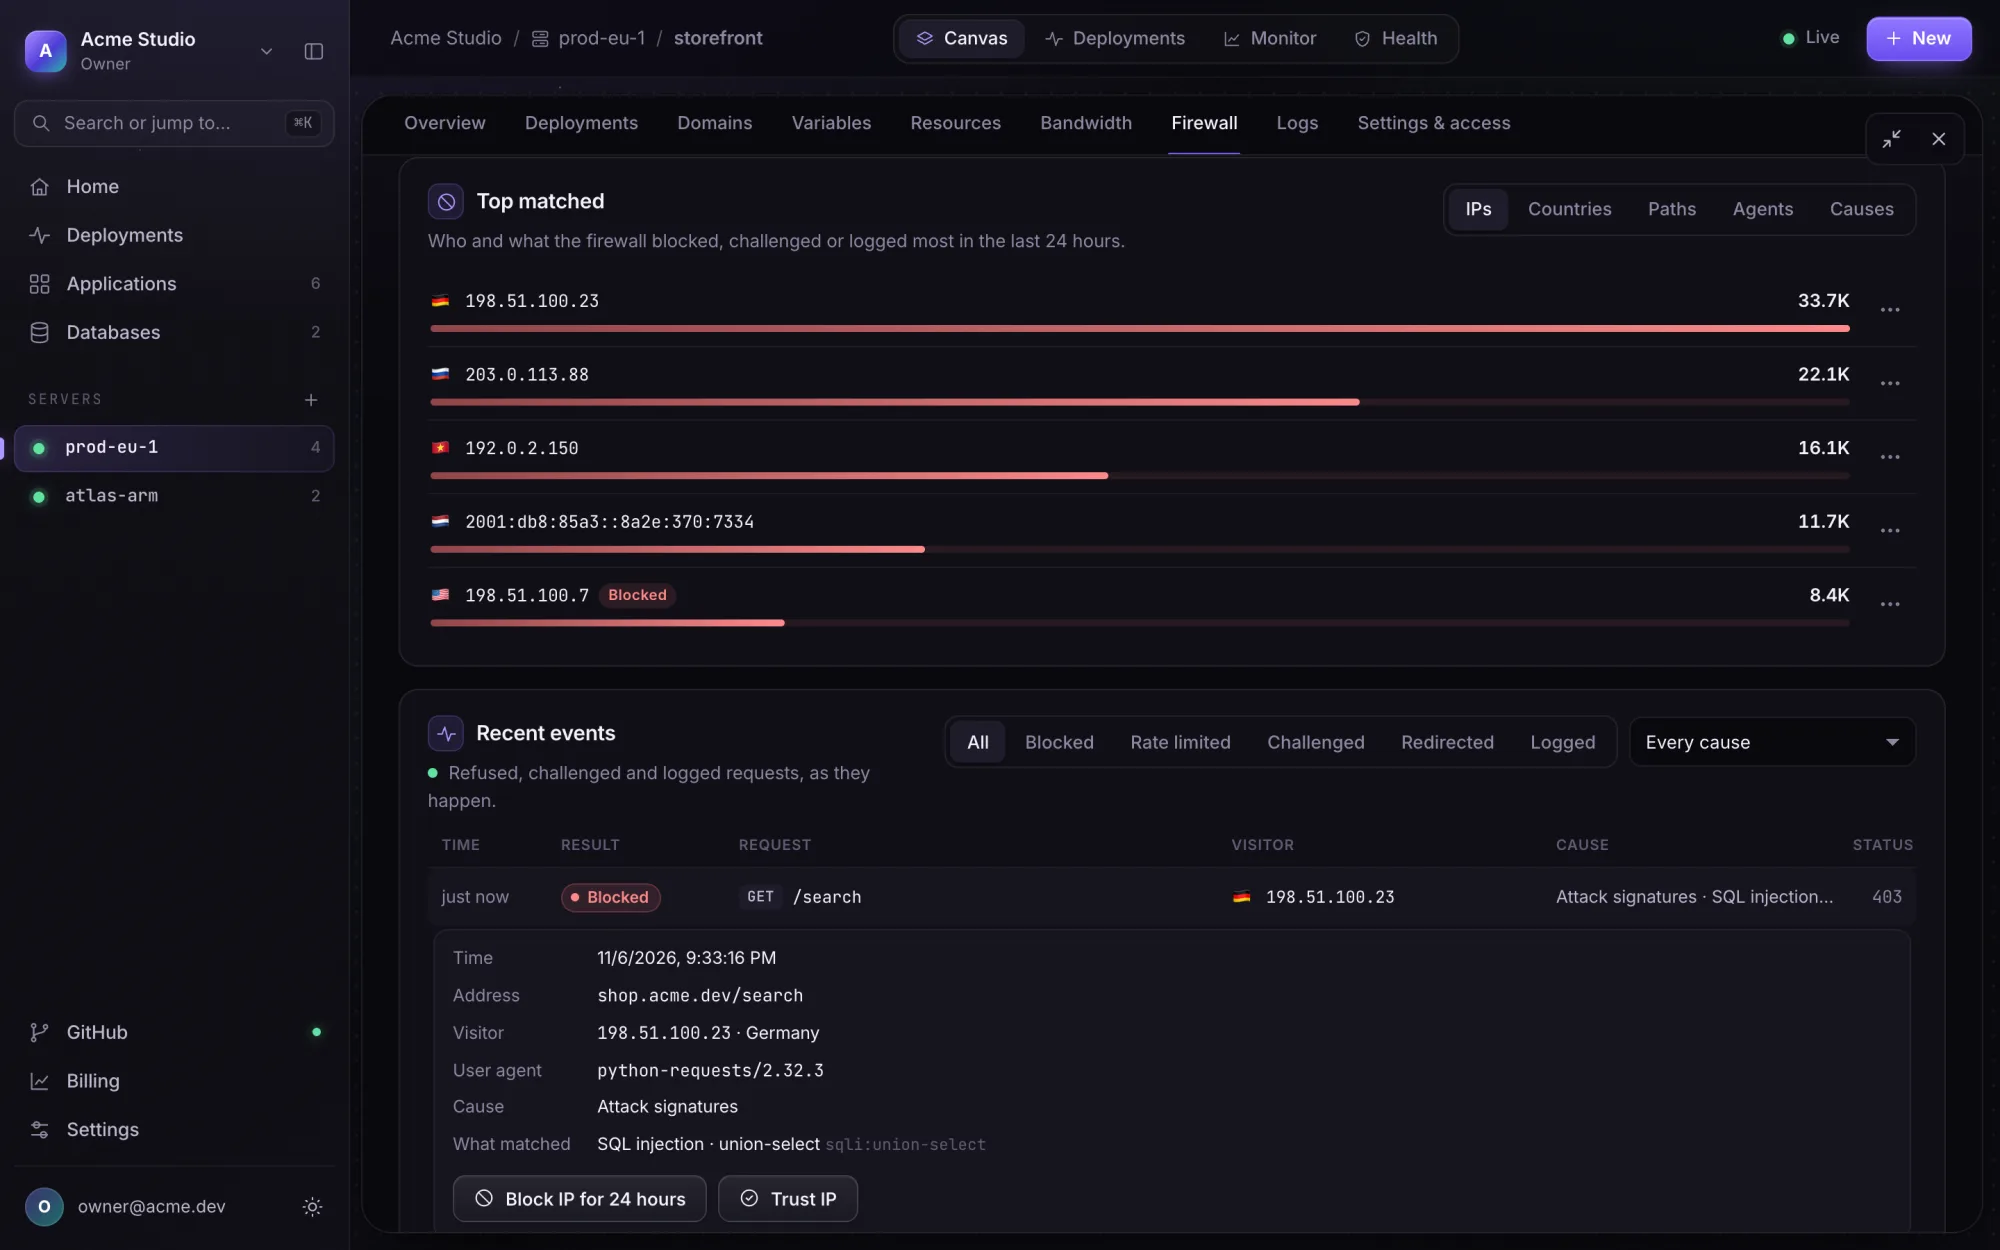 A
Acme Studio
Owner
Search or jump to...
⌘K
Home
Deployments
Applications
6
Databases
2
SERVERS
prod-eu-1
4
atlas-arm
2
GitHub
Billing
Settings
O
owner@acme.dev
Acme Studio / prod-eu-1 / storefront
Canvas
Deployments
Monitor
Health
Live
New
Overview
Deployments
Domains
Variables
Resources
Bandwidth
Firewall
Logs
Settings & access
Top matched
Who and what the firewall blocked, challenged or logged most in the last 24 hours.
IPs
Countries
Paths
Agents
Causes
198.51.100.23 33.7K
203.0.113.88 22.1K
192.0.2.150 16.1K
2001:db8:85a3::8a2e:370:7334 11.7K
198.51.100.7 Blocked 8.4K
Recent events
Refused, challenged and logged requests, as they
happen.
All
Blocked
Rate limited
Challenged
Redirected
Logged
Every cause
TIME RESULT REQUEST VISITOR CAUSE STATUS
just now Blocked GET /search 198.51.100.23 Attack signatures · SQL injection... 403
Time 11/6/2026, 9:33:16 PM
Address shop.acme.dev/search
Visitor 198.51.100.23 · Germany
User agent python-requests/2.32.3
Cause Attack signatures
What matched SQL injection · union-select sqli:union-select
Block IP for 24 hours
Trust IP